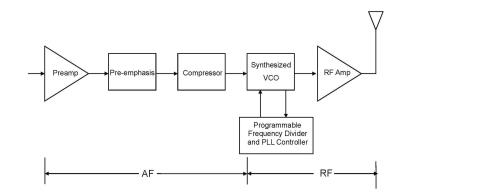 Preamp
Pre-emphasis
Compressor
Synthesized
VCO
RF Amp
Programmable
Frequency Divider
and PLL Controller
AF
RF